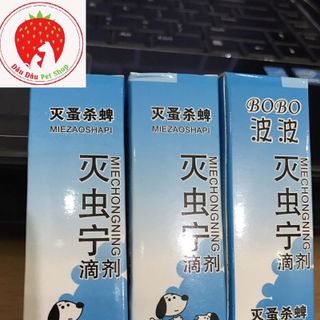 Dâu Dâu Pet Shop
灭蚤杀蜱
MIEZAOSHAPI
MIECHONGNING
灭虫宁
滴剂
灭蚤杀蜱
MIEZAOSHAPI
MIECHONGNING
灭虫宁
滴剂
BOBO
波波
MIECHONGNING
灭虫宁
滴剂
灭蚤杀蜱